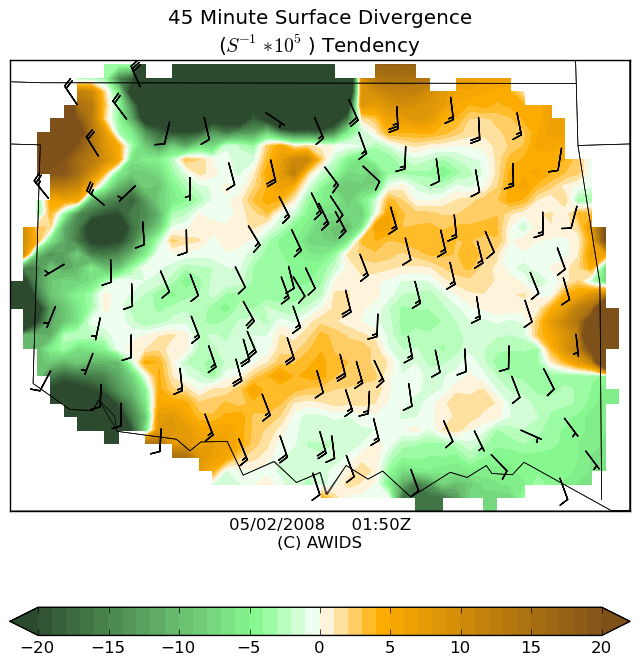 45 Minute Surface Divergence
(S⁻¹ *10⁵ ) Tendency
05/02/2008 01:50Z
(C) AWIDS
−20 −15 −10 −5 0 5 10 15 20